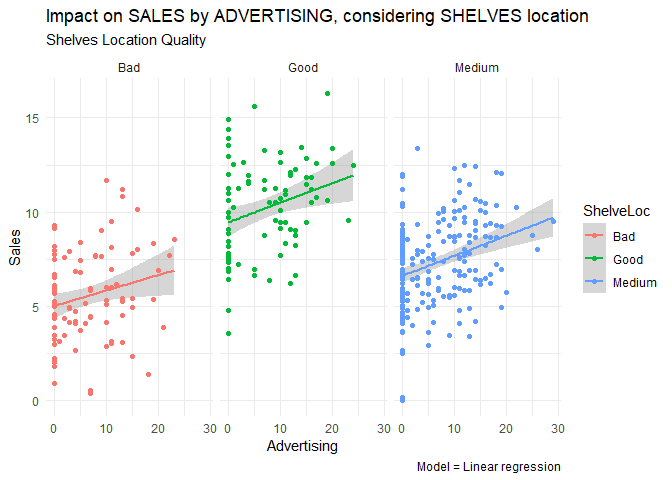 Impact on SALES by ADVERTISING, considering SHELVES location
Shelves Location Quality
Bad Good Medium
Sales
15
10
5
0
0 10 20 30 0 10 20 30 0 10 20 30
Advertising
ShelveLoc
Bad
Good
Medium
Model = Linear regression